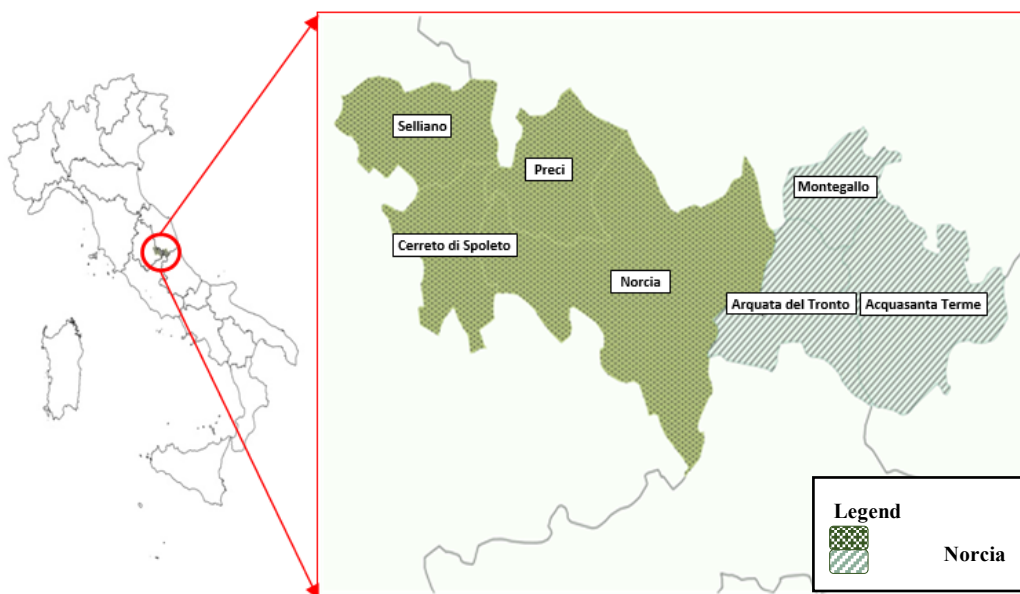 Selliano
Preci
Montegallo
Cerreto di Spoleto
Norcia
Arquata del Tronto
Acquasanta Terme
Legend
Norcia